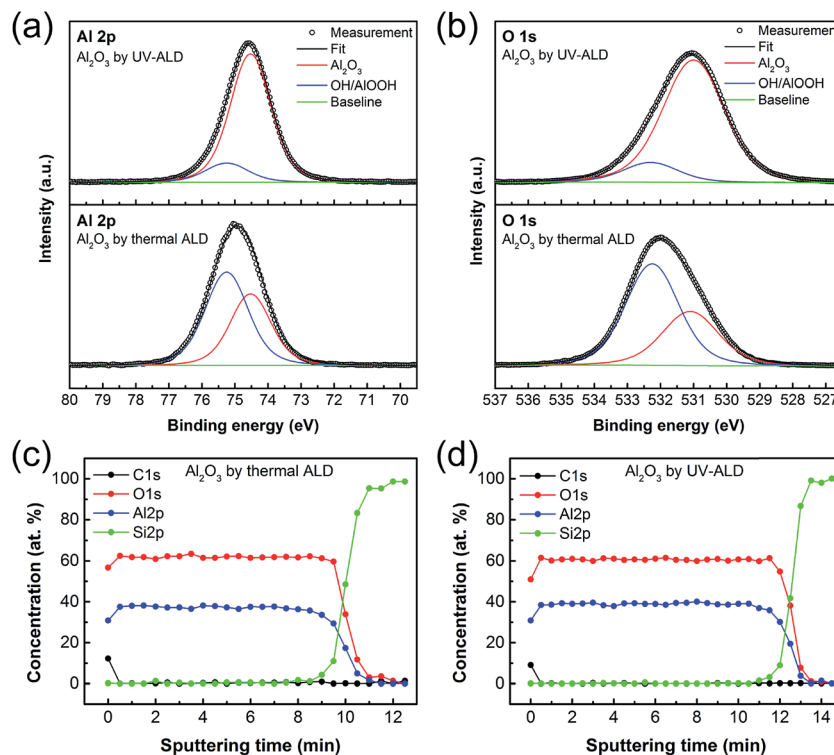 (a)
Al 2p
Al₂O₃ by UV-ALD
Measurement
Fit
Al₂O₃
OH/AlOOH
Baseline
Al 2p
Al₂O₃ by thermal ALD
Intensity (a.u.)
80 79 78 77 76 75 74 73 72 71 70
Binding energy (eV)
(b)
O 1s
Al₂O₃ by UV-ALD
Measurement
Fit
Al₂O₃
OH/AlOOH
Baseline
O 1s
Al₂O₃ by thermal ALD
Intensity (a.u.)
537 536 535 534 533 532 531 530 529 528 527
Binding energy (eV)
(c)
C1s
O1s
Al2p
Si2p
Al₂O₃ by thermal ALD
Concentration (at. %)
100
80
60
40
20
0
0 2 4 6 8 10 12
Sputtering time (min)
(d)
C1s
O1s
Al2p
Si2p
Al₂O₃ by UV-ALD
Concentration (at. %)
100
80
60
40
20
0
0 2 4 6 8 10 12 14
Sputtering time (min)